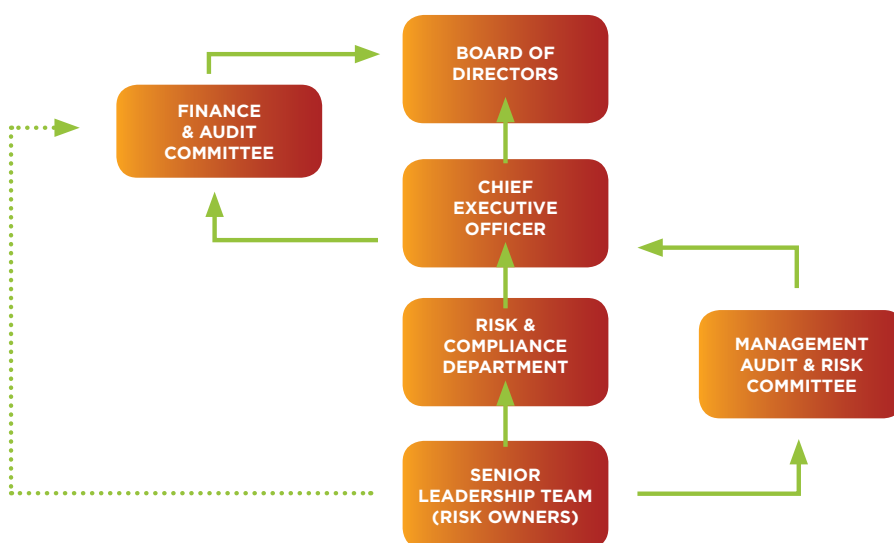 BOARD OF
DIRECTORS
FINANCE
& AUDIT
COMMITTEE
CHIEF
EXECUTIVE
OFFICER
RISK &
COMPLIANCE
DEPARTMENT
MANAGEMENT
AUDIT & RISK
COMMITTEE
SENIOR
LEADERSHIP TEAM
(RISK OWNERS)